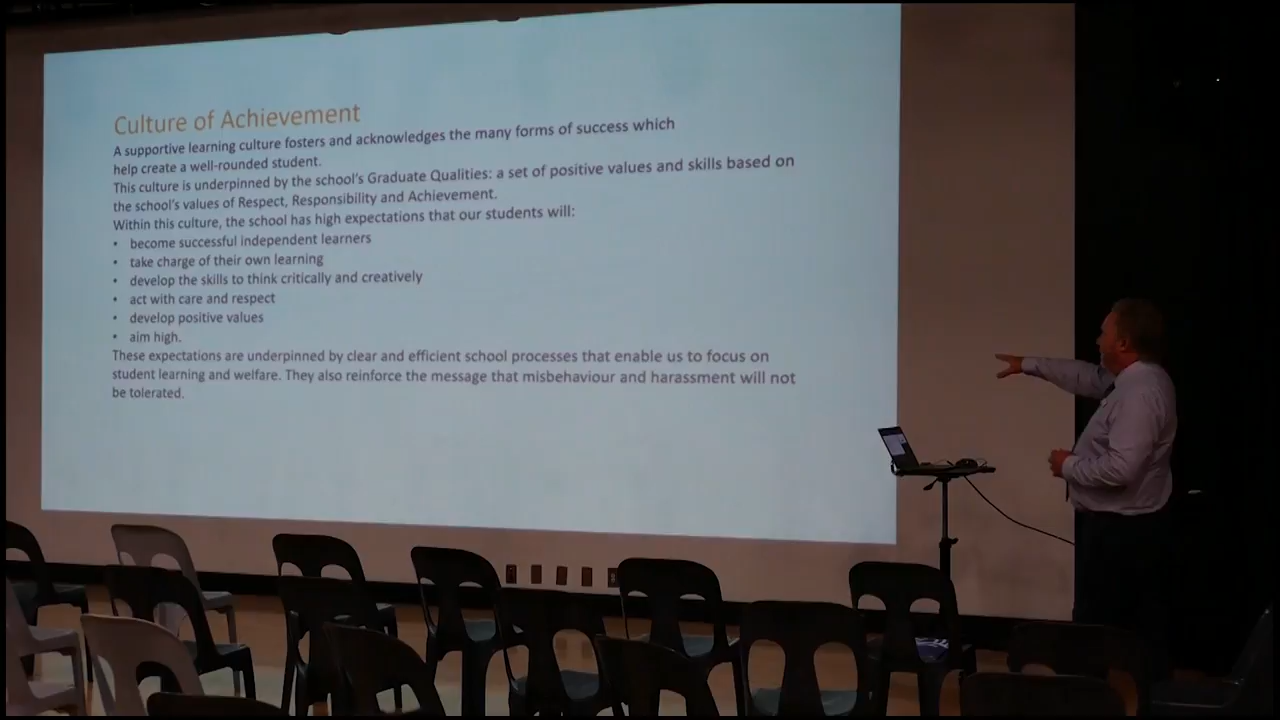 Culture of Achievement
A supportive learning culture fosters and acknowledges the many forms of success which
help create a well-rounded student.
This culture is underpinned by the school's Graduate Qualities: a set of positive values and skills based on
the school's values of Respect, Responsibility and Achievement.
Within this culture, the school has high expectations that our students will:
• become successful independent learners
• take charge of their own learning
• develop the skills to think critically and creatively
• act with care and respect
• develop positive values
• aim high.
These expectations are underpinned by clear and efficient school processes that enable us to focus on
student learning and welfare. They also reinforce the message that misbehaviour and harassment will not
be tolerated.